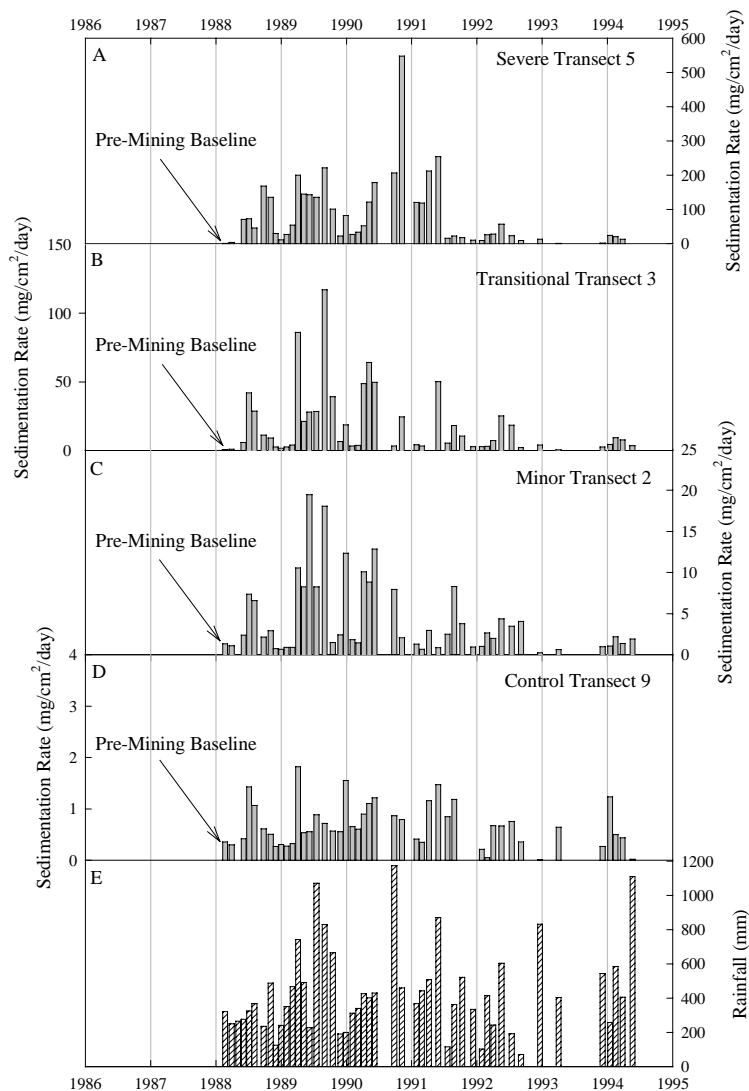 1986 1987 1988 1989 1990 1991 1992 1993 1994 1995
A
Severe Transect 5
600
500
400
300
200
100
0
Sedimentation Rate (mg/cm²/day)
Pre-Mining Baseline
150
100
50
0
Sedimentation Rate (mg/cm²/day)
B
Transitional Transect 3
Pre-Mining Baseline
C
Minor Transect 2
25
20
15
10
5
0
Sedimentation Rate (mg/cm²/day)
Pre-Mining Baseline
4
3
2
1
0
Sedimentation Rate (mg/cm²/day)
D
Control Transect 9
Pre-Mining Baseline
E
1200
1000
800
600
400
200
0
Rainfall (mm)
1986 1987 1988 1989 1990 1991 1992 1993 1994 1995